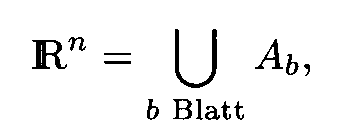 ℝⁿ = ⋃ A_b,
b Blatt